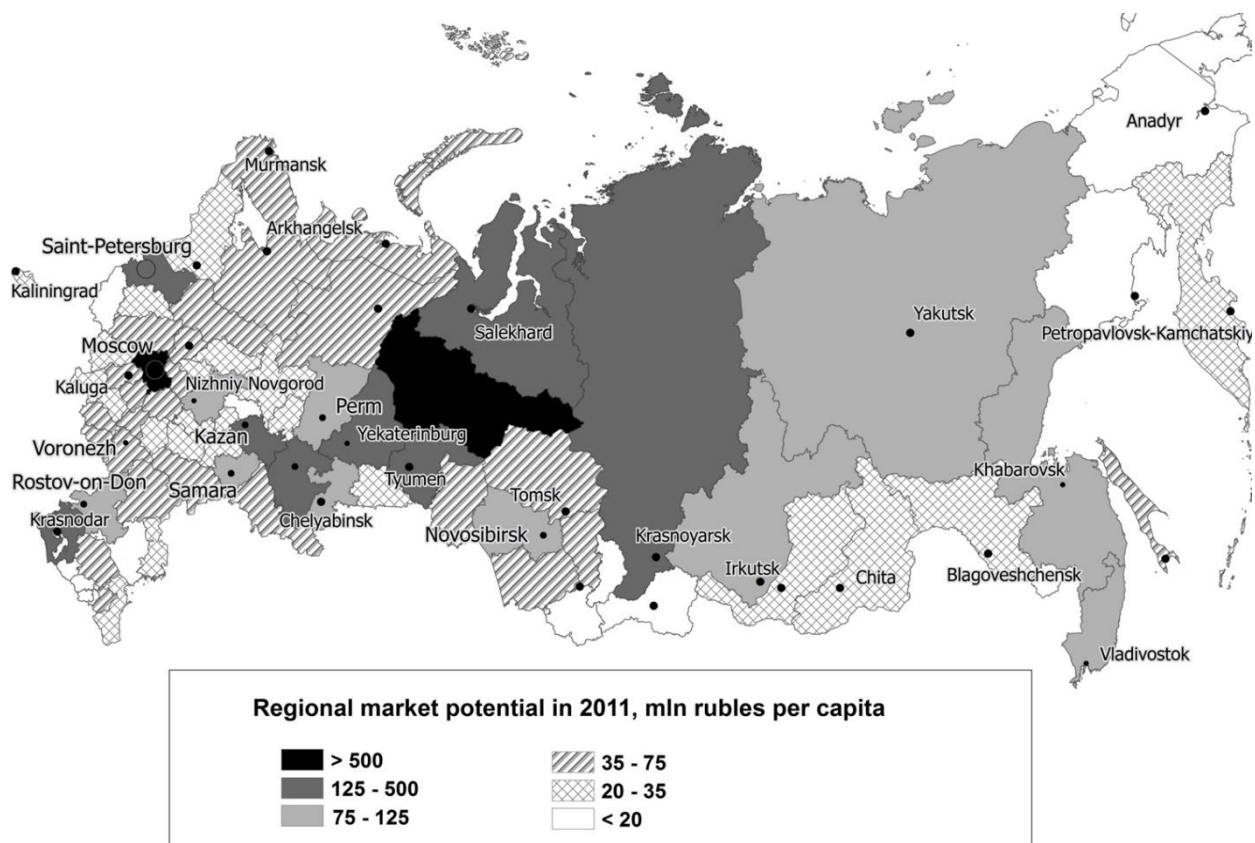 Anadyr
Murmansk
Arkhangelsk
Saint-Petersburg
Kaliningrad
Salekhard
Yakutsk
Petropavlovsk-Kamchatskiy
Moscow
Kaluga
Nizhniy Novgorod
Perm
Voronezh
Kazan
Yekaterinburg
Khabarovsk
Rostov-on-Don
Samara
Tyumen
Tomsk
Krasnodar
Chelyabinsk
Novosibirsk
Krasnoyarsk
Irkutsk
Chita
Blagoveshchensk
Vladivostok
Regional market potential in 2011, mln rubles per capita
> 500
125 - 500
75 - 125
35 - 75
20 - 35
< 20